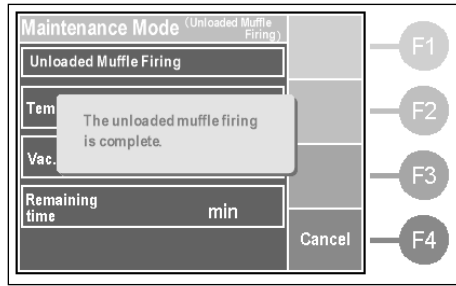 Maintenance Mode (Unloaded Muffle Firing)
Unloaded Muffle Firing
Tem
The unloaded muffle firing
is complete.
Vac.
Remaining
time min
Cancel
F1
F2
F3
F4